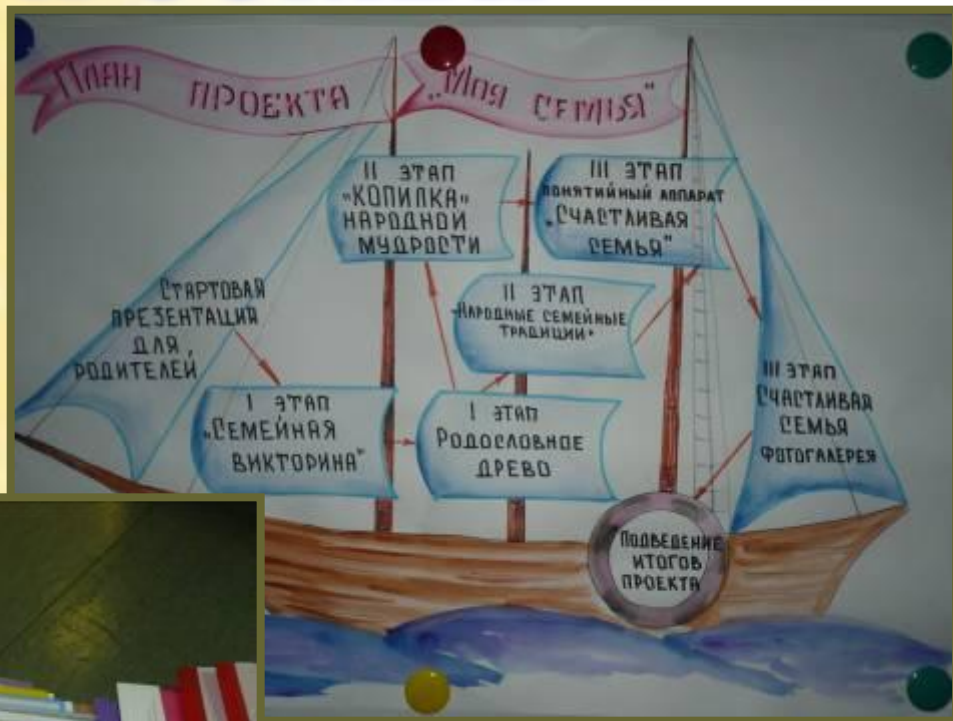 ПЛАН ПРОЕКТА „МОЯ СЕМЬЯ"
СТАРТОВАЯ
ПРЕЗЕНТАЦИЯ
ДЛЯ
РОДИТЕЛЕЙ
I ЭТАП
„СЕМЕЙНАЯ
ВИКТОРИНА"
I ЭТАП
РОДОСЛОВНОЕ
ДРЕВО
II ЭТАП
"КОПИЛКА"
НАРОДНОЙ
МУДРОСТИ
II ЭТАП
"НАРОДНЫЕ СЕМЕЙНЫЕ
ТРАДИЦИИ"
III ЭТАП
ПОНЯТИЙНЫЙ АППАРАТ
„СЧАСТЛИВАЯ
СЕМЬЯ"
III ЭТАП
СЧАСТЛИВАЯ
СЕМЬЯ
ФОТОГАЛЕРЕЯ
ПОДВЕДЕНИЕ
ИТОГОВ
ПРОЕКТА